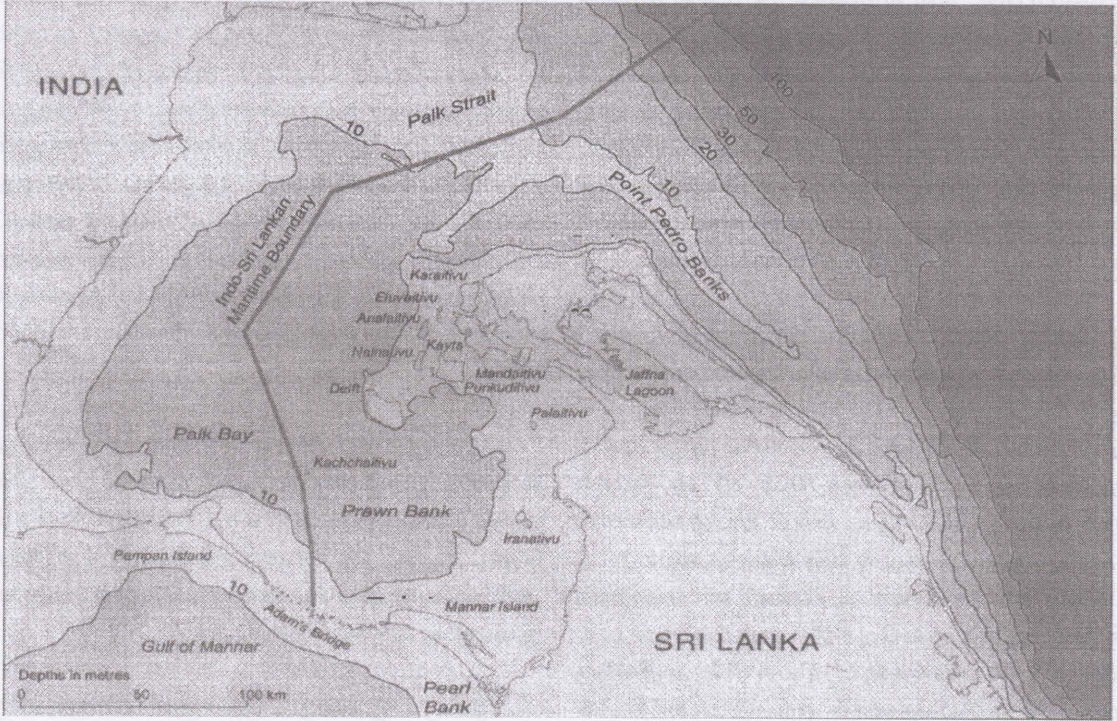 INDIA
N
Palk Strait
10
100
50
30
20
10
Point Pedro Banks
Indo-Sri Lankan
Maritime Boundary
Karaitivu
Eluvaitivu
Analaitivu
Kayts
Nainativu
Mandaitivu
Punkuditivu
Jaffna
Lagoon
Delft
Palaitivu
Palk Bay
Kachchaitivu
10
Prawn Bank
Iranativu
Pampan Island
10
Adam's Bridge
Mannar Island
Gulf of Mannar
SRI LANKA
Depths in metres
0 50 100 km
Pearl
Bank